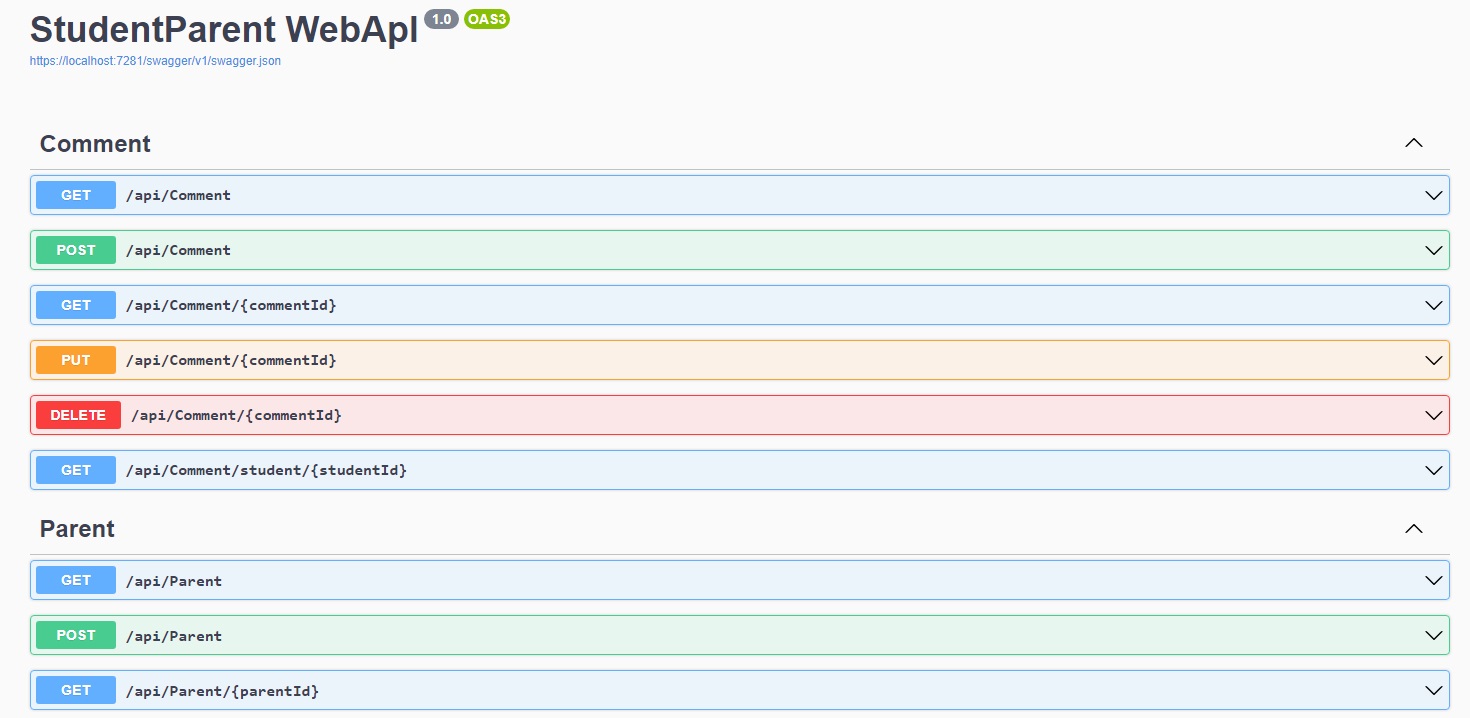 StudentParent WebApI 1.0 OAS3
https://localhost:7281/swagger/v1/swagger.json
Comment
GET /api/Comment
POST /api/Comment
GET /api/Comment/{commentId}
PUT /api/Comment/{commentId}
DELETE /api/Comment/{commentId}
GET /api/Comment/student/{studentId}
Parent
GET /api/Parent
POST /api/Parent
GET /api/Parent/{parentId}